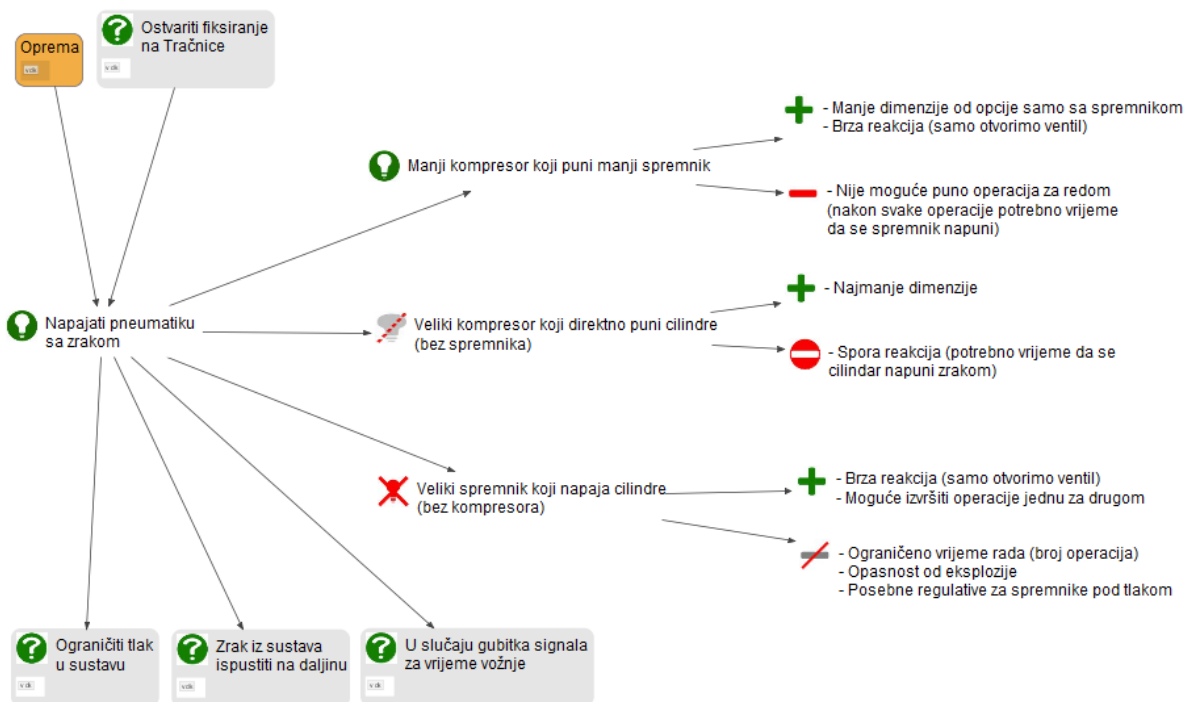 Oprema
Ostvariti fiksiranje
na Tračnice
- Manje dimenzije od opcije samo sa spremnikom
- Brza reakcija (samo otvorimo ventil)
Manji kompresor koji puni manji spremnik
- Nije moguće puno operacija za redom
(nakon svake operacije potrebno vrijeme
da se spremnik napuni)
Napajati pneumatiku
sa zrakom
- Najmanje dimenzije
Veliki kompresor koji direktno puni cilindre
(bez spremnika)
- Spora reakcija (potrebno vrijeme da se
cilindar napuni zrakom)
Veliki spremnik koji napaja cilindre
(bez kompresora)
- Brza reakcija (samo otvorimo ventil)
- Moguće izvršiti operacije jednu za drugom
- Ograničeno vrijeme rada (broj operacija)
- Opasnost od eksplozije
- Posebne regulative za spremnike pod tlakom
Ograničiti tlak
u sustavu
Zrak iz sustava
ispustiti na daljinu
U slučaju gubitka signala
za vrijeme vožnje